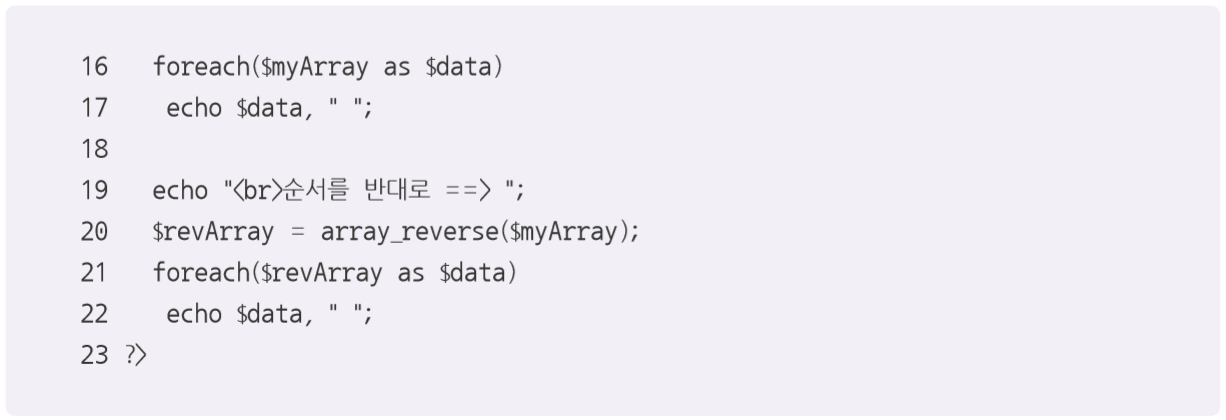 16 foreach($myArray as $data)
17 echo $data, " ";
18
19 echo "<br>순서를 반대로 ==> ";
20 $revArray = array_reverse($myArray);
21 foreach($revArray as $data)
22 echo $data, " ";
23 ?>